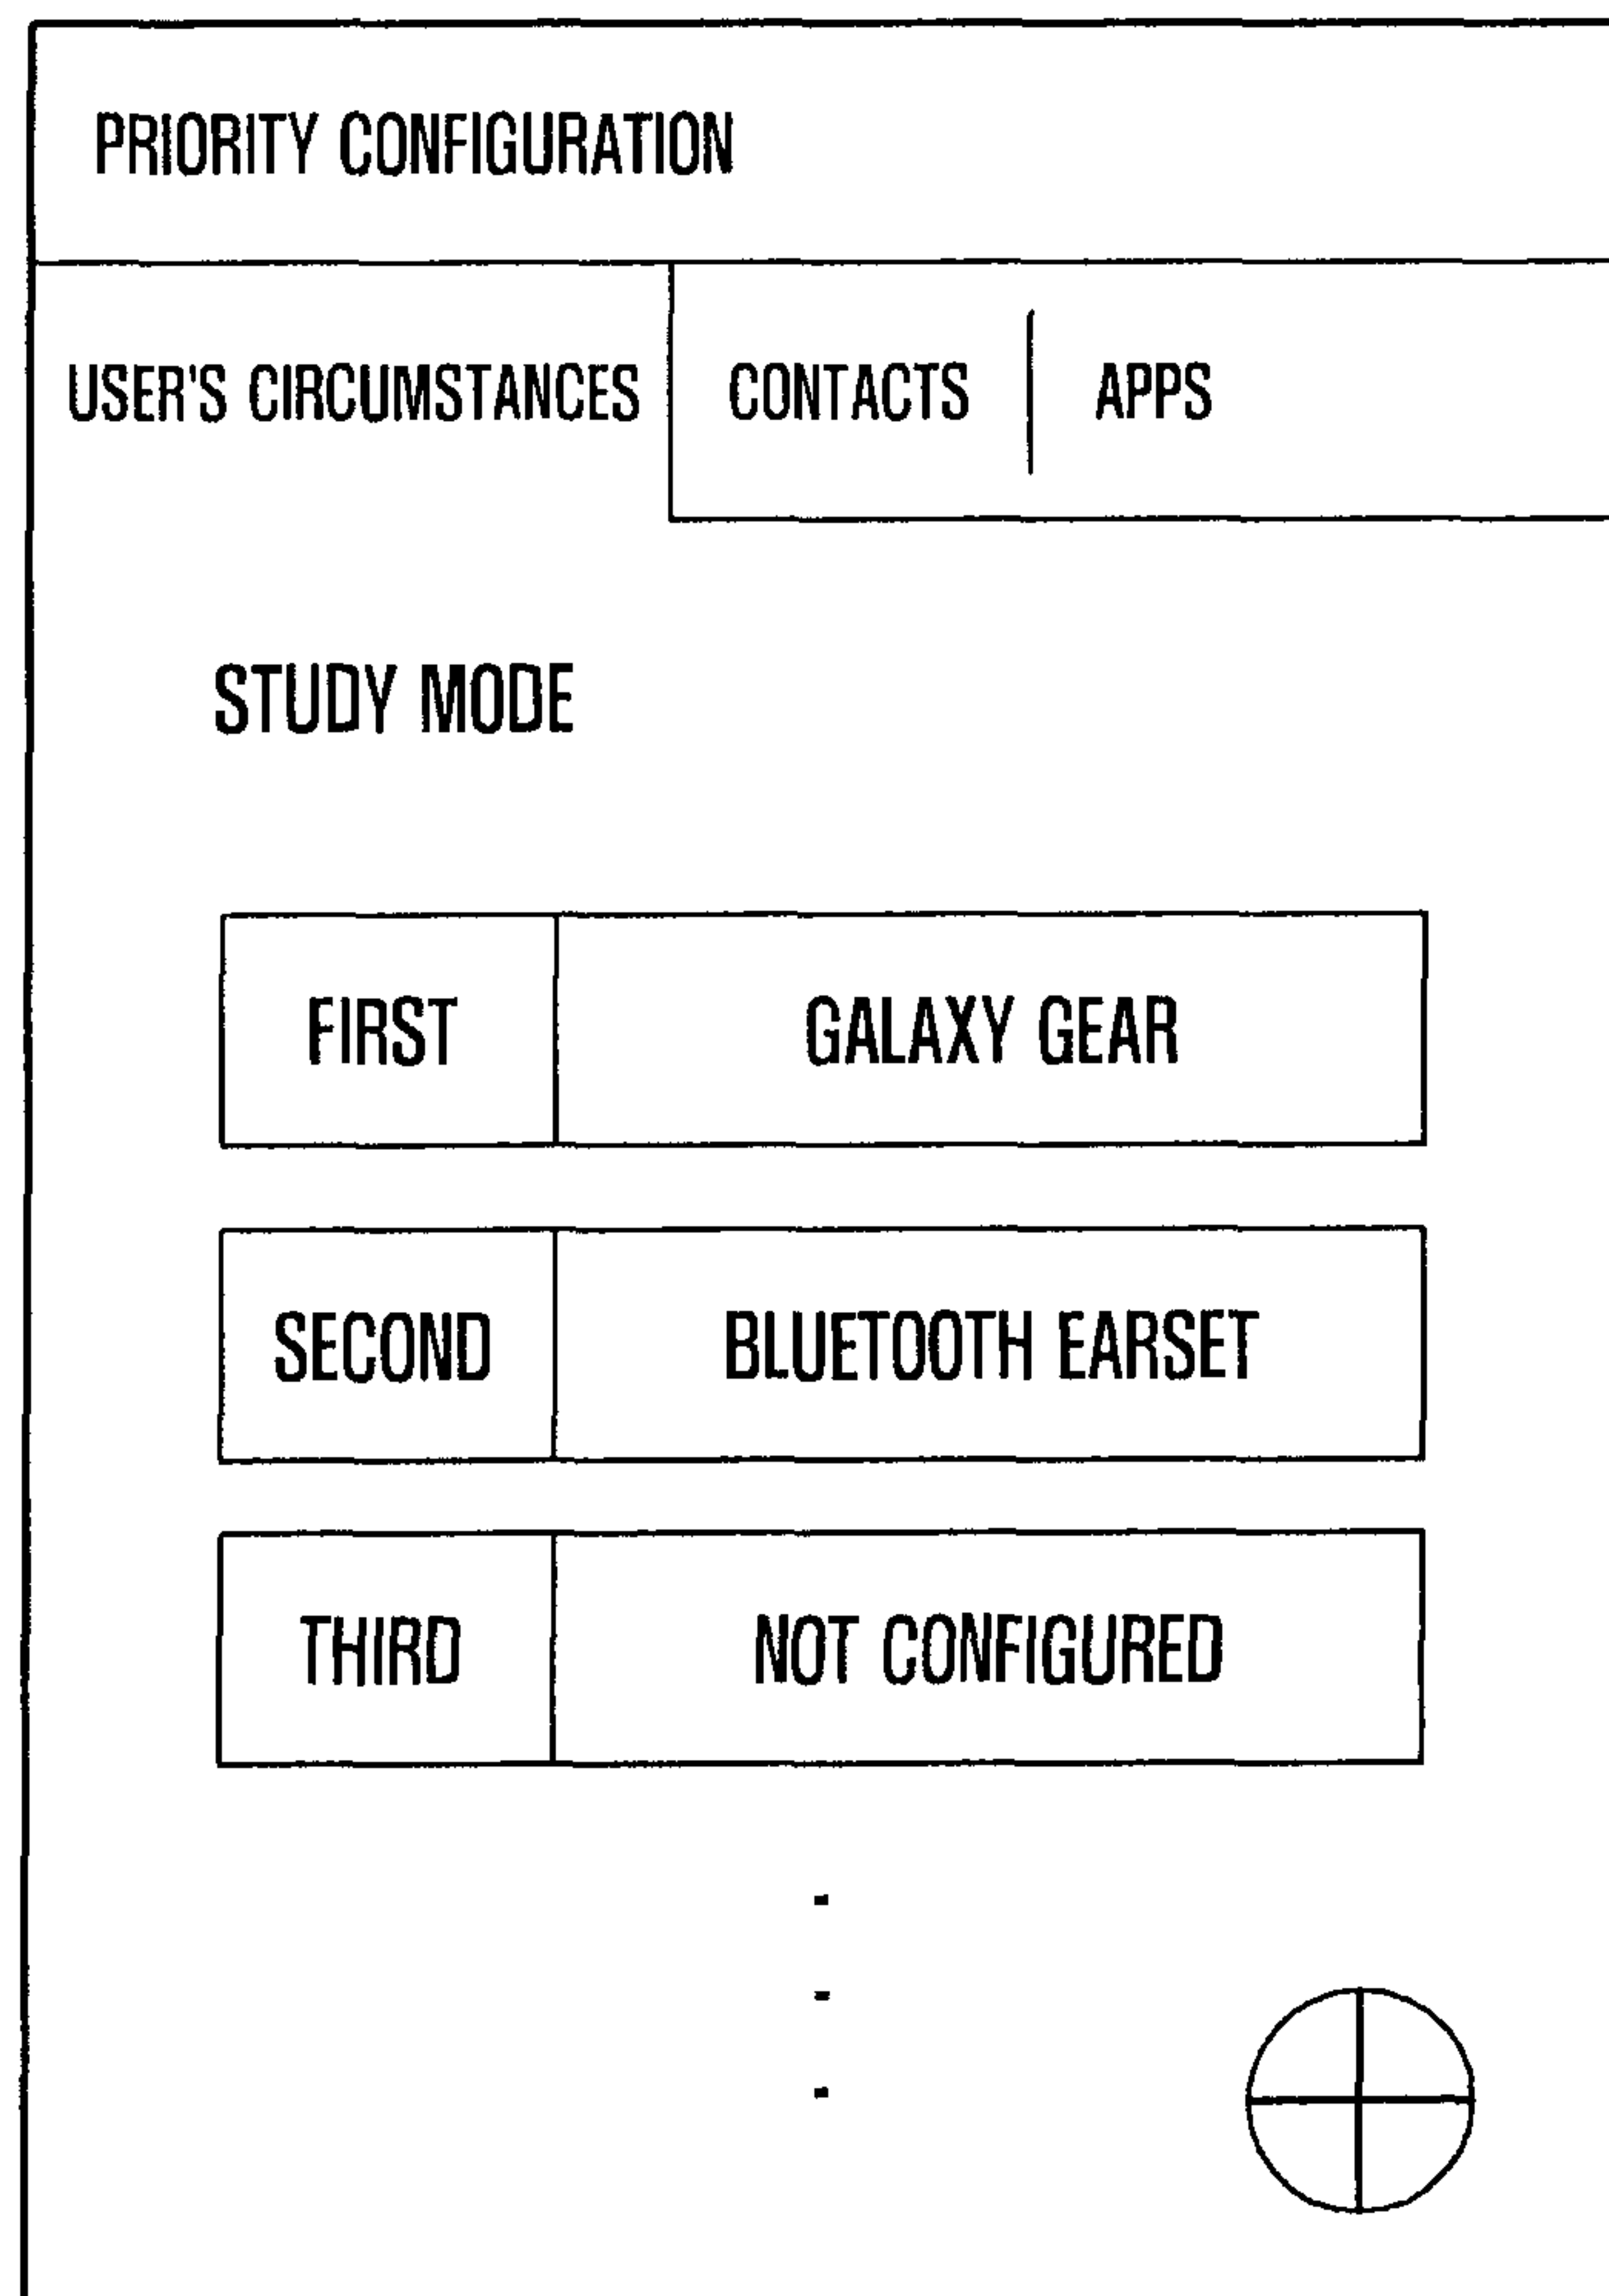 PRIORITY CONFIGURATION
USER'S CIRCUMSTANCES CONTACTS APPS
STUDY MODE
FIRST GALAXY GEAR
SECOND BLUETOOTH EARSET
THIRD NOT CONFIGURED